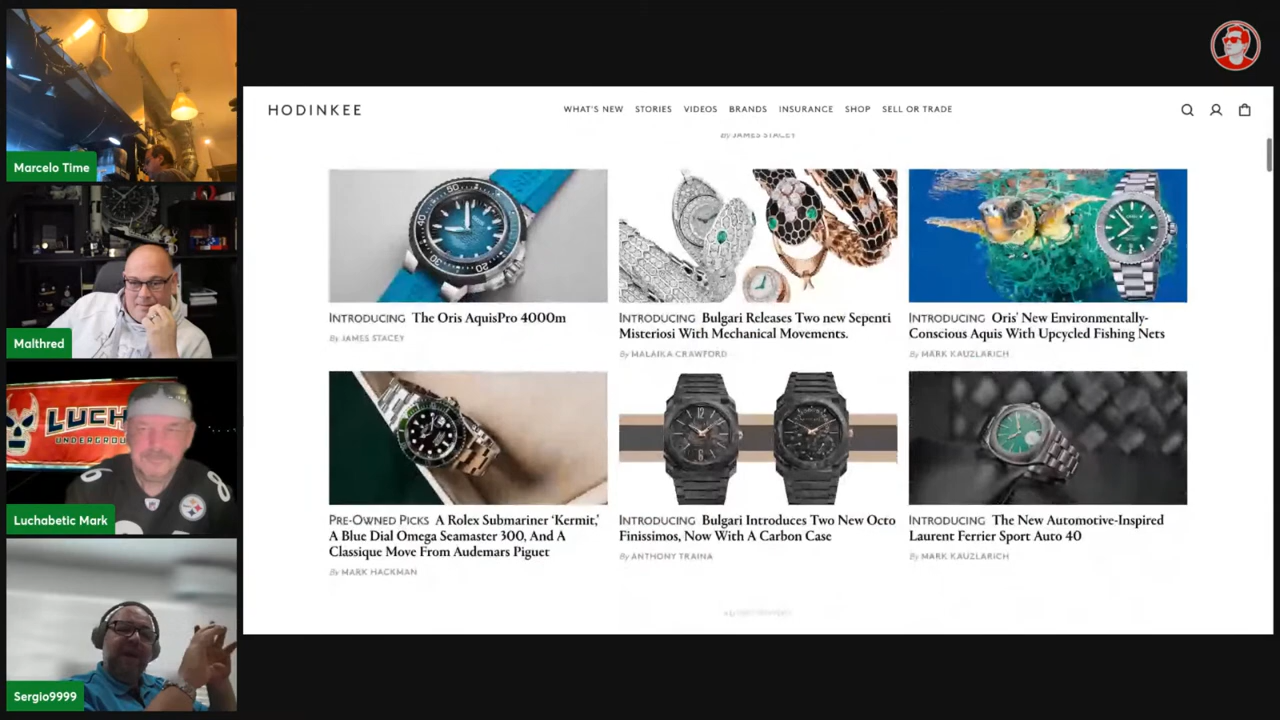 Marcelo Time
Malthred
LUCH
UNDERGROU
Luchabetic Mark
Sergio9999
HODINKEE
WHAT'S NEW STORIES VIDEOS BRANDS INSURANCE SHOP SELL OR TRADE
By JAMES STACEY
INTRODUCING The Oris AquisPro 4000m
By JAMES STACEY
INTRODUCING Bulgari Releases Two new Sepenti
Misteriosi With Mechanical Movements.
By MALAIKA CRAWFORD
INTRODUCING Oris' New Environmentally-
Conscious Aquis With Upcycled Fishing Nets
By MARK KAUZLARICH
PRE-OWNED PICKS A Rolex Submariner 'Kermit,'
A Blue Dial Omega Seamaster 300, And A
Classique Move From Audemars Piguet
By MARK HACKMAN
INTRODUCING Bulgari Introduces Two New Octo
Finissimos, Now With A Carbon Case
By ANTHONY TRAINA
INTRODUCING The New Automotive-Inspired
Laurent Ferrier Sport Auto 40
By MARK KAUZLARICH